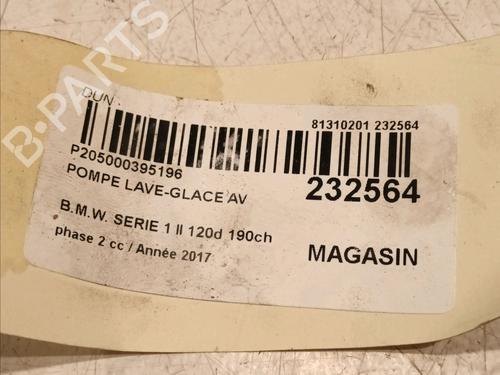 B-PARTS
DUN
81310201 232564
P205000395196
POMPE LAVE-GLACE AV
232564
B.M.W. SERIE 1 II 120d 190ch
phase 2 cc / Année 2017
MAGASIN